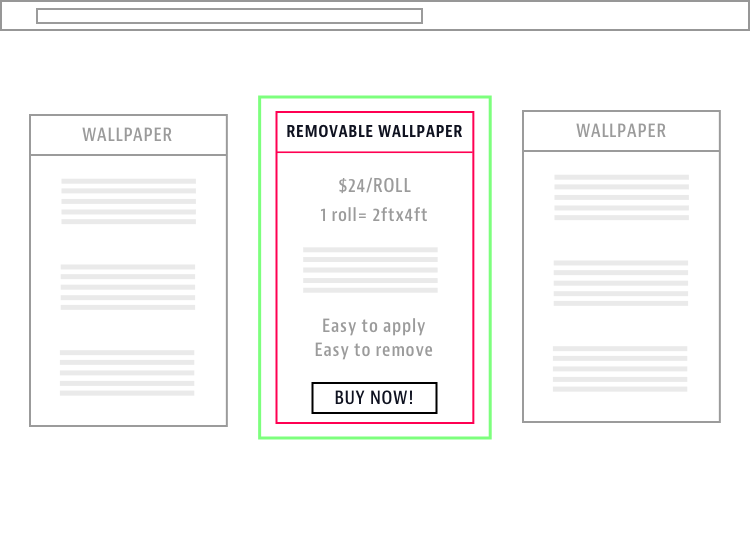 WALLPAPER
REMOVABLE WALLPAPER
$24/ROLL
1 roll= 2ftx4ft
Easy to apply
Easy to remove
BUY NOW!
WALLPAPER